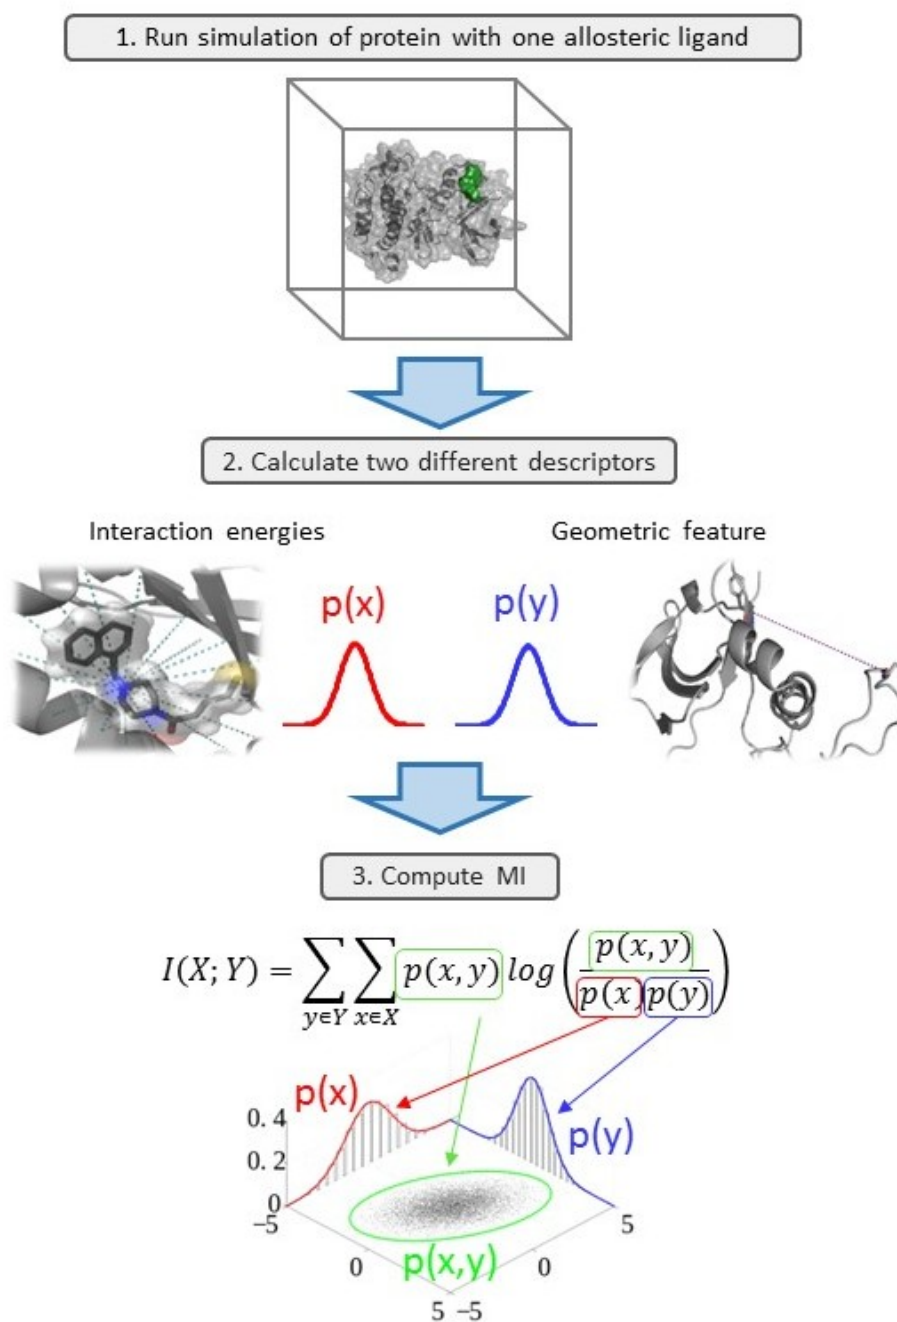 1. Run simulation of protein with one allosteric ligand
2. Calculate two different descriptors
Interaction energies
Geometric feature
p(x)
p(y)
3. Compute MI
I(X; Y) = ∑y∈Y ∑x∈X p(x, y) log (p(x, y) / p(x) p(y))
p(x)
p(y)
0.4
0.2
0
−5
0
5
−5
0
5
p(x,y)